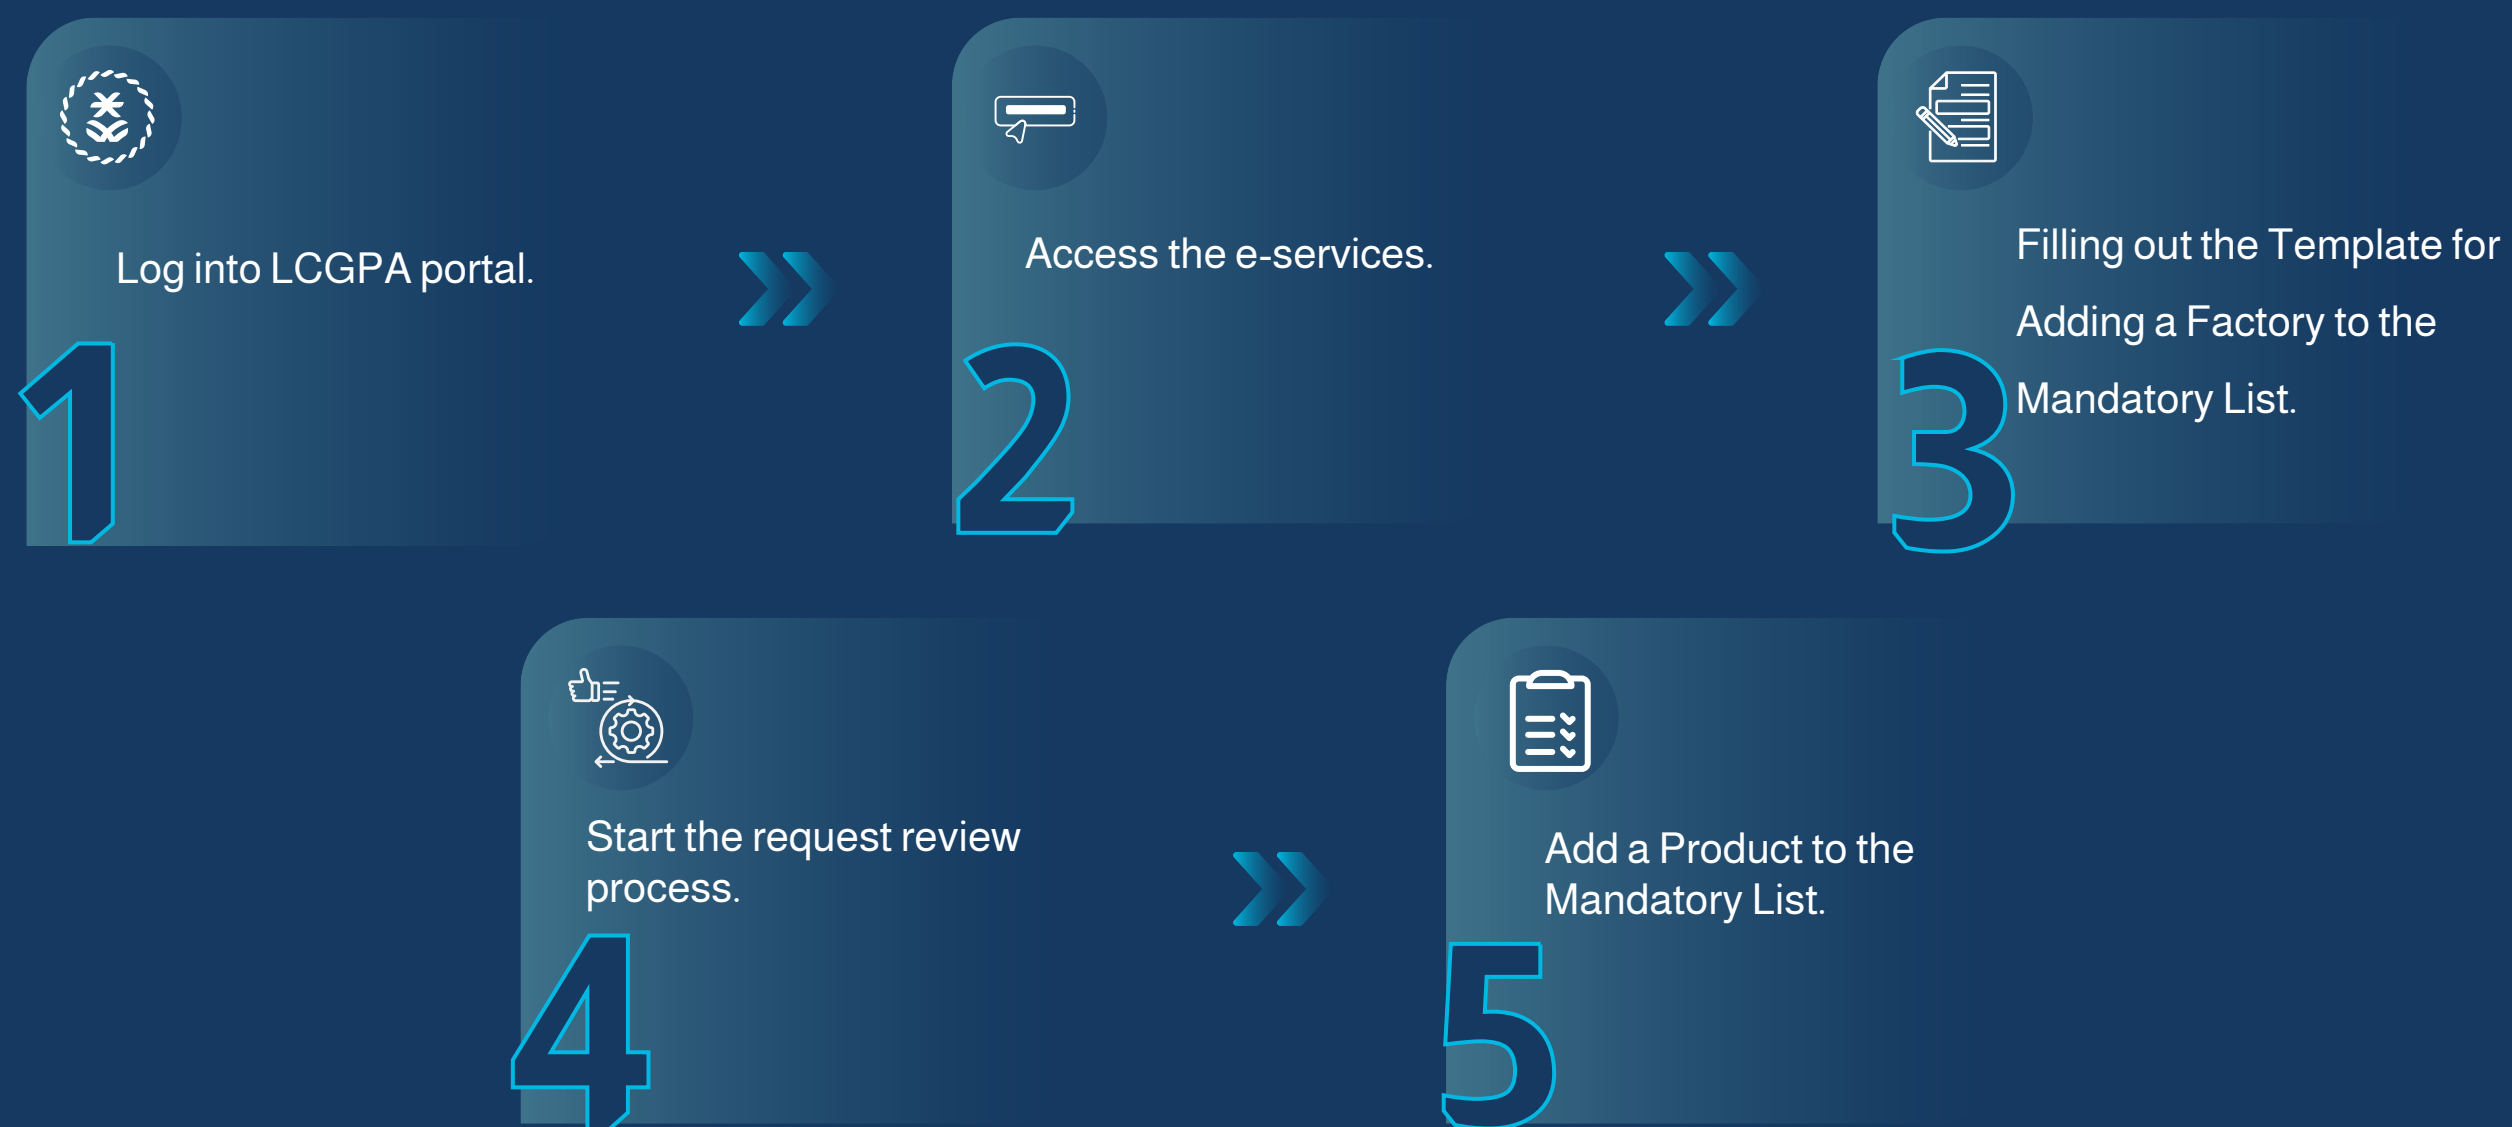 Log into LCGPA portal.
1
Access the e-services.
2
Filling out the Template for
Adding a Factory to the
Mandatory List.
3
Start the request review
process.
4
Add a Product to the
Mandatory List.
5